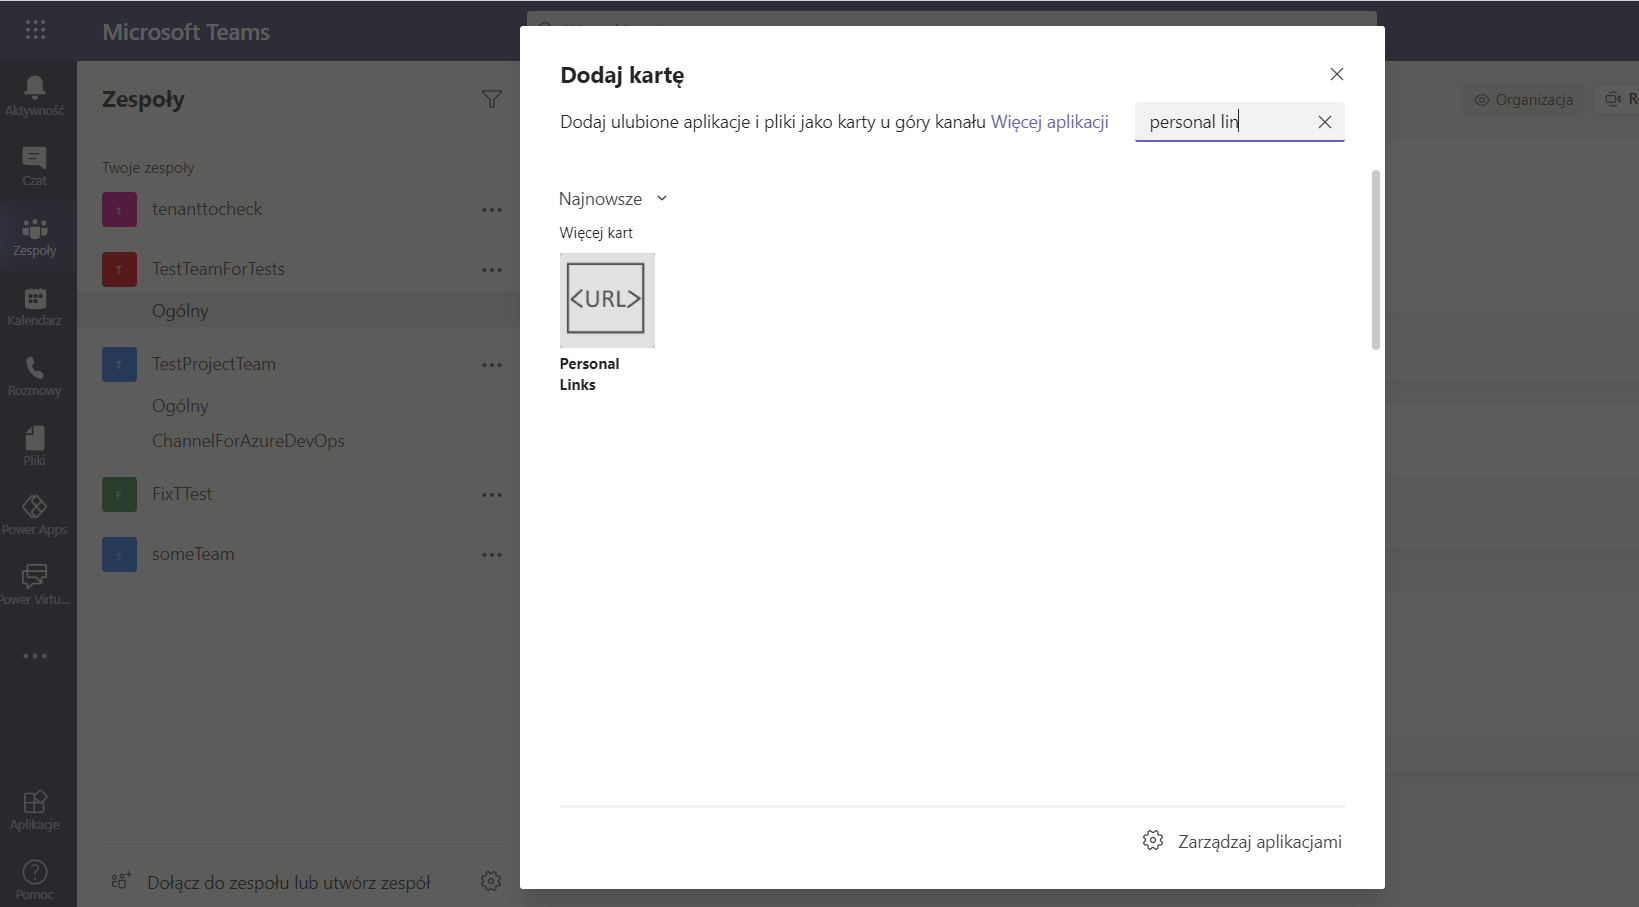 Microsoft Teams
Aktywność
Czat
Zespoły
Kalendarz
Rozmowy
Pliki
Power Apps
Power Virtu...
Aplikacje
Pomoc
Zespoły
Twoje zespoły
t
tenanttocheck
T
TestTeamForTests
Ogólny
T
TestProjectTeam
Ogólny
ChannelForAzureDevOps
F
FixTTest
s
someTeam
Dołącz do zespołu lub utwórz zespół
Dodaj kartę
Dodaj ulubione aplikacje i pliki jako karty u góry kanału Więcej aplikacji
personal lin
Najnowsze
Więcej kart
<URL>
Personal
Links
Zarządzaj aplikacjami
Organizacja